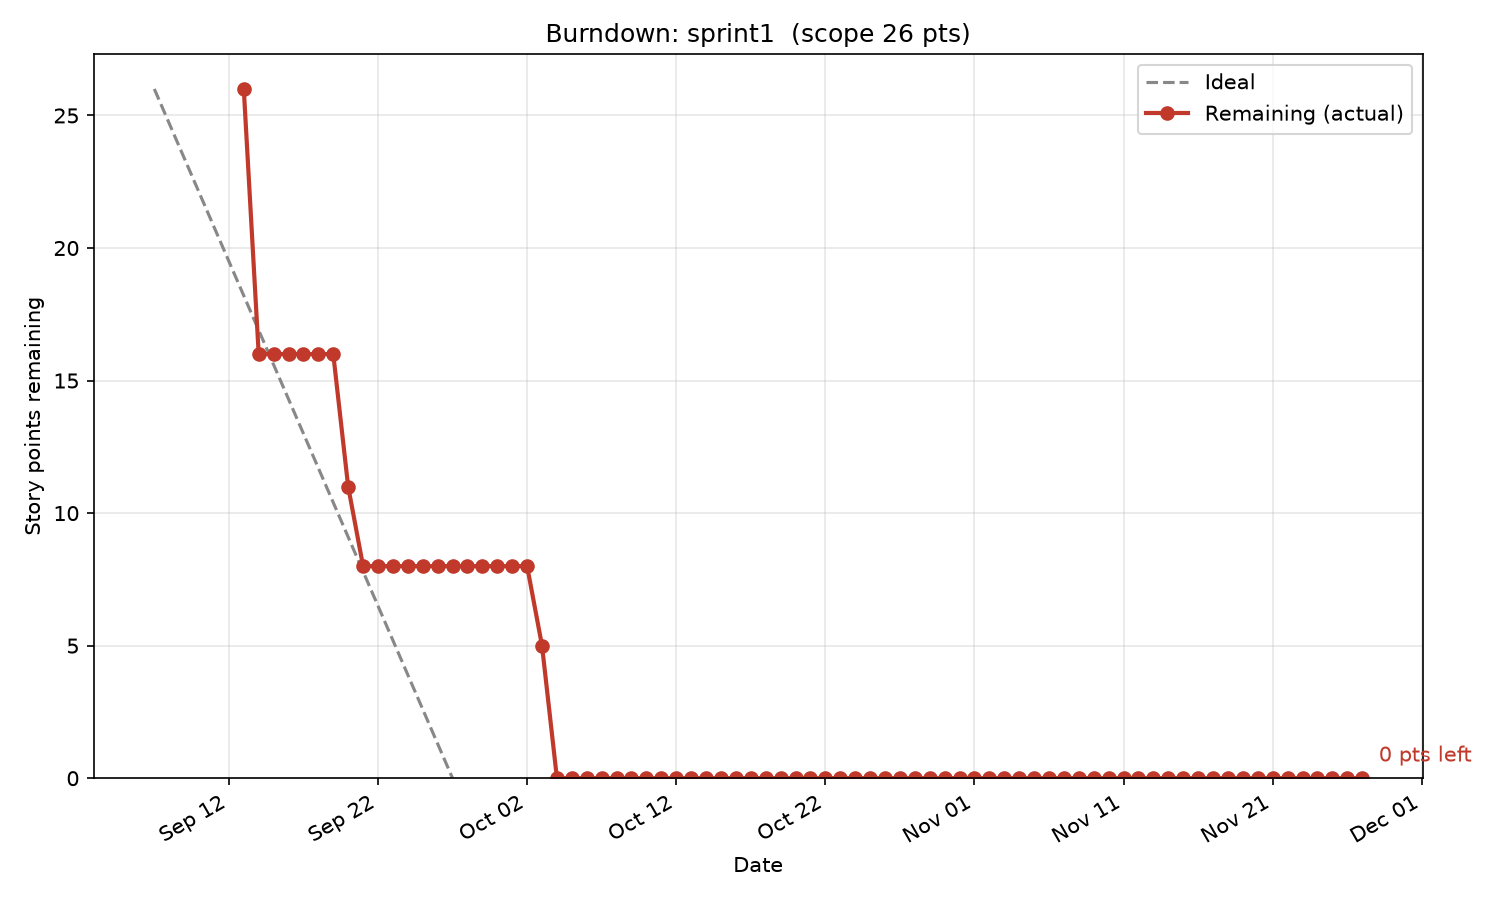 Burndown: sprint1  (scope 26 pts)
Ideal
Remaining (actual)
25
20
15
10
5
0
Story points remaining
0 pts left
Sep 12
Sep 22
Oct 02
Oct 12
Oct 22
Nov 01
Nov 11
Nov 21
Dec 01
Date